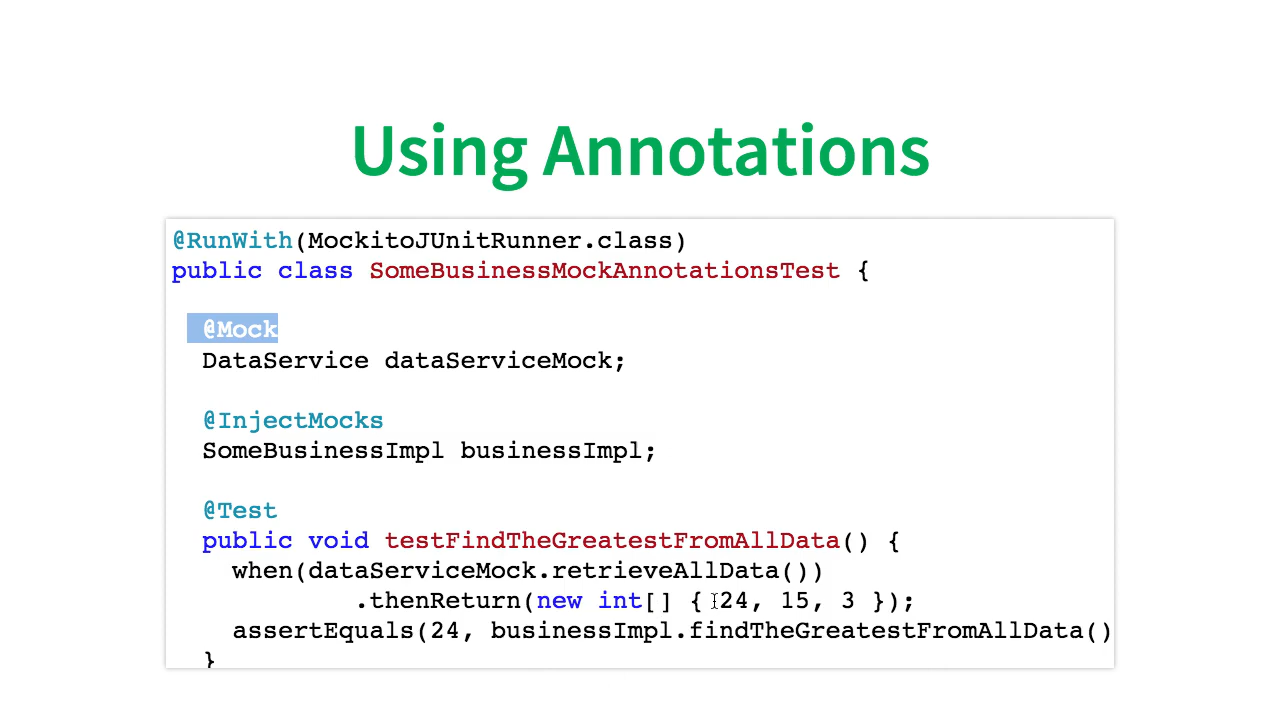 Using Annotations
@RunWith(MockitoJUnitRunner.class)
public class SomeBusinessMockAnnotationsTest {
@Mock
DataService dataServiceMock;
@InjectMocks
SomeBusinessImpl businessImpl;
@Test
public void testFindTheGreatestFromAllData() {
when(dataServiceMock.retrieveAllData())
.thenReturn(new int[] { 24, 15, 3 });
assertEquals(24, businessImpl.findTheGreatestFromAllData()
}